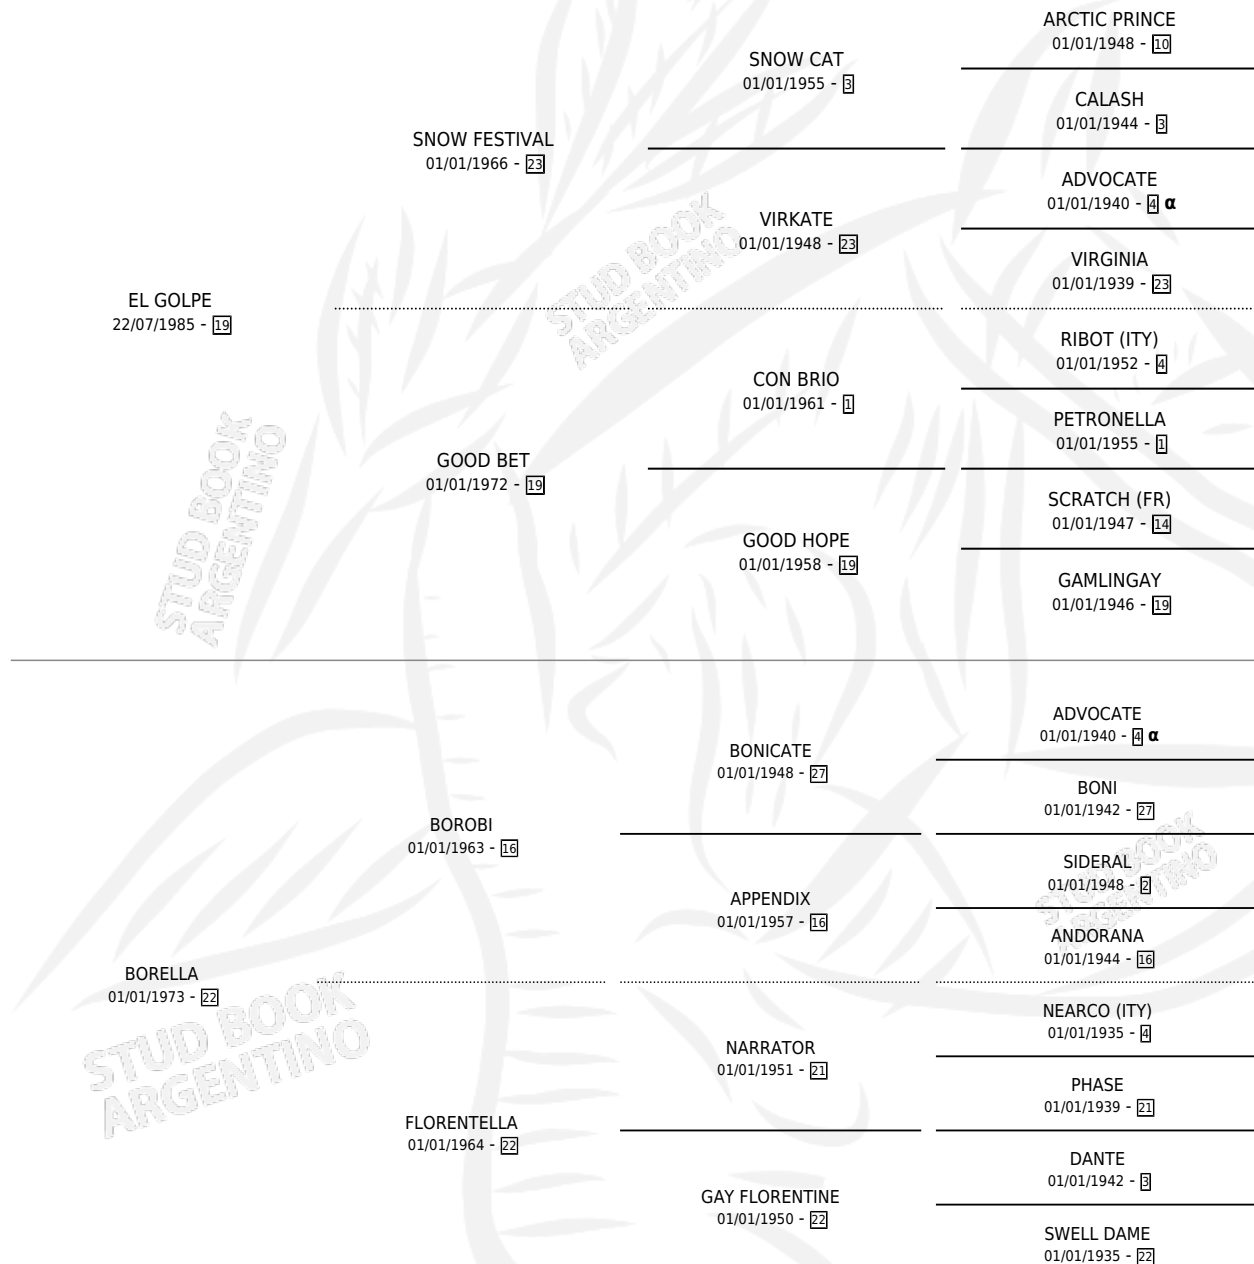 ARCTIC PRINCE
01/01/1948 - 10
SNOW CAT
01/01/1955 - 3
CALASH
01/01/1944 - 3
SNOW FESTIVAL
01/01/1966 - 23
ADVOCATE
01/01/1940 - 4 α
VIRKATE
01/01/1948 - 23
VIRGINIA
01/01/1939 - 23
STUD BOOK
ARGENTINO
EL GOLPE
22/07/1985 - 19
RIBOT (ITY)
01/01/1952 - 4
CON BRIO
01/01/1961 - 1
PETRONELLA
01/01/1955 - 1
GOOD BET
01/01/1972 - 19
SCRATCH (FR)
01/01/1947 - 14
GOOD HOPE
01/01/1958 - 19
GAMLINGAY
01/01/1946 - 19
STUD BOOK
ARGENTINO
ADVOCATE
01/01/1940 - 4 α
BONICATE
01/01/1948 - 27
BONI
01/01/1942 - 27
BOROBI
01/01/1963 - 16
SIDERAL
01/01/1948 - 2
APPENDIX
01/01/1957 - 16
ANDORANA
01/01/1944 - 16
STUD BOOK
ARGENTINO
BORELLA
01/01/1973 - 22
NEARCO (ITY)
01/01/1935 - 4
NARRATOR
01/01/1951 - 21
PHASE
01/01/1939 - 21
STUD BOOK
ARGENTINO
FLORENTELLA
01/01/1964 - 22
DANTE
01/01/1942 - 3
GAY FLORENTINE
01/01/1950 - 22
SWELL DAME
01/01/1935 - 22